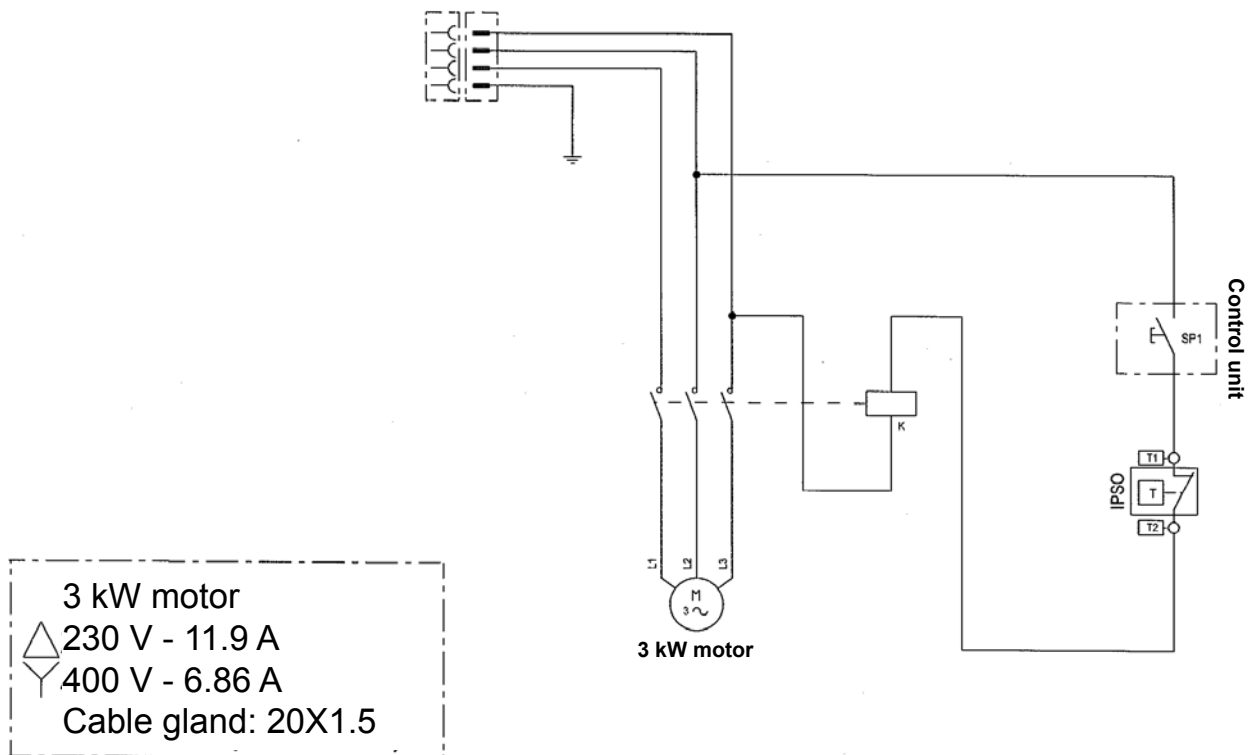 Control unit
SP1
K
T1
IPSO
T
T2
L1
L2
L3
M
3
3 kW motor
3 kW motor
230 V - 11.9 A
400 V - 6.86 A
Cable gland: 20X1.5